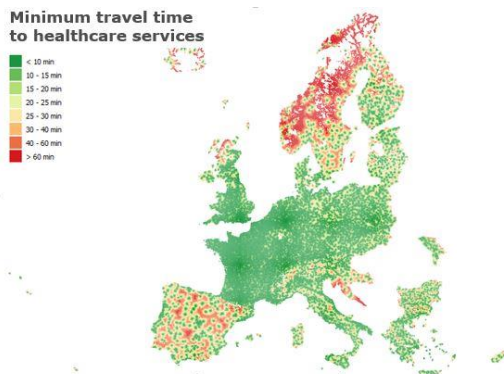 Minimum travel time
to healthcare services
< 10 min
10 - 15 min
15 - 20 min
20 - 25 min
25 - 30 min
30 - 40 min
40 - 60 min
> 60 min